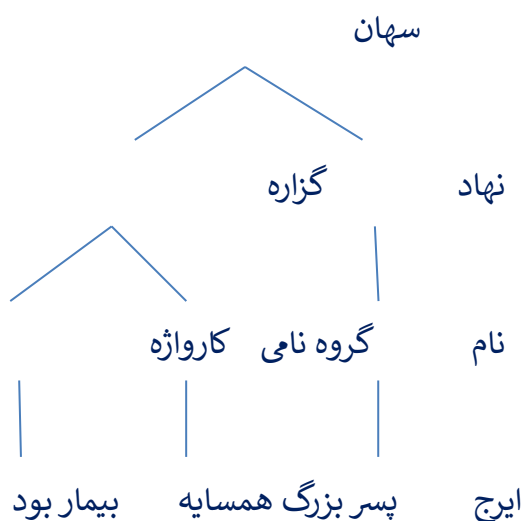 سهان
نهاد گزاره
نام گروه نامی کارواژه
ایرج پسر بزرگ همسایه بیمار بود